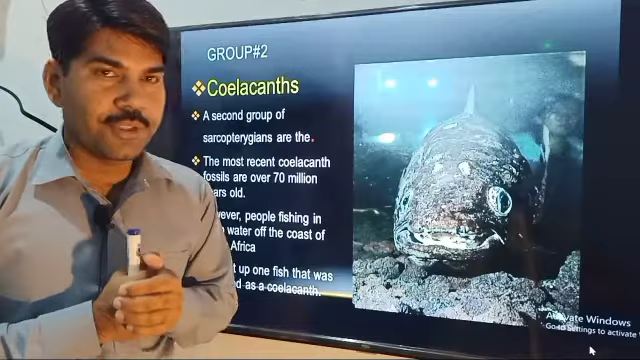 GROUP#2
Coelacanths
A second group of
sarcopterygians are the.
The most recent coelacanth
fossils are over 70 million
old.
people fishing in
water off the coast of
Africa
up one fish that was
as a coelacanth.
Activate Windows
Go to Settings to activate